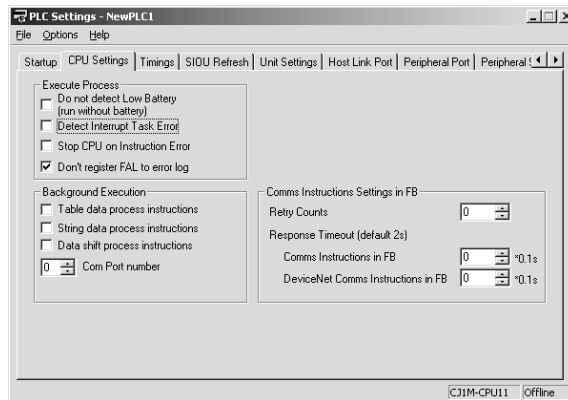 PLC Settings - NewPLC1
File Options Help
Startup CPU Settings Timings SIOU Refresh Unit Settings Host Link Port Peripheral Port Peripheral
Execute Process
Do not detect Low Battery
(run without battery)
Detect Interrupt Task Error
Stop CPU on Instruction Error
Don't register FAL to error log
Background Execution
Table data process instructions
String data process instructions
Data shift process instructions
0 Com Port number
Comms Instructions Settings in FB
Retry Counts 0
Response Timeout (default 2s)
Comms Instructions in FB 0 *0.1s
DeviceNet Comms Instructions in FB 0 *0.1s
CJ1M-CPU11 Offline